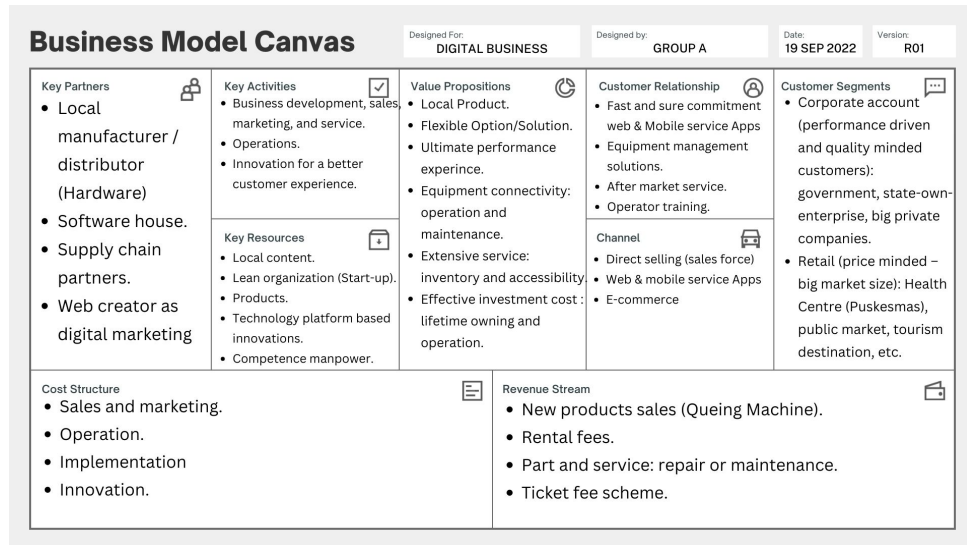 Business Model Canvas
Designed For:
DIGITAL BUSINESS
Designed by:
GROUP A
Date:
19 SEP 2022
Version:
R01
Key Partners
• Local
manufacturer /
distributor
(Hardware)
• Software house.
• Supply chain
partners.
• Web creator as
digital marketing
Key Activities
• Business development, sales,
marketing, and service.
• Operations.
• Innovation for a better
customer experience.
Key Resources
• Local content.
• Lean organization (Start-up).
• Products.
• Technology platform based
innovations.
• Competence manpower.
Value Propositions
• Local Product.
• Flexible Option/Solution.
• Ultimate performance
experince.
• Equipment connectivity:
operation and
maintenance.
• Extensive service:
inventory and accessibility.
• Effective investment cost :
lifetime owning and
operation.
Customer Relationship
• Fast and sure commitment
web & Mobile service Apps
• Equipment management
solutions.
• After market service.
• Operator training.
Channel
• Direct selling (sales force)
• Web & mobile service Apps
• E-commerce
Customer Segments
• Corporate account
(performance driven
and quality minded
customers):
government, state-own-
enterprise, big private
companies.
• Retail (price minded –
big market size): Health
Centre (Puskesmas),
public market, tourism
destination, etc.
Cost Structure
• Sales and marketing.
• Operation.
• Implementation
• Innovation.
Revenue Stream
• New products sales (Queing Machine).
• Rental fees.
• Part and service: repair or maintenance.
• Ticket fee scheme.